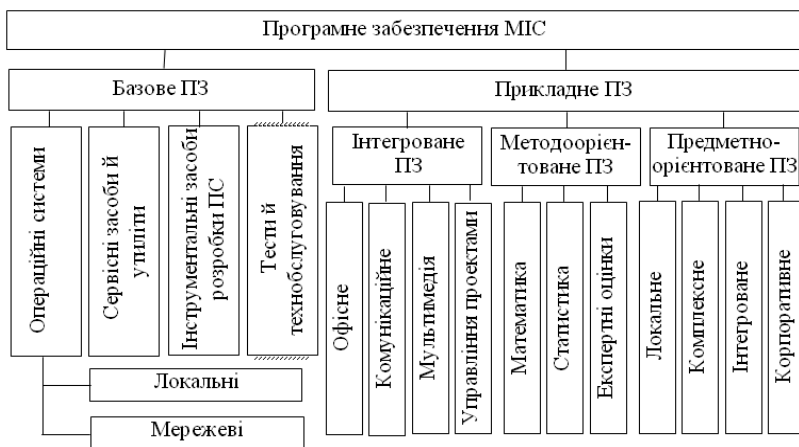 Програмне забезпечення МІС
Базове ПЗ
Прикладне ПЗ
Операційні системи
Сервісні засоби й
утиліти
Інструментальні засоби
розробки ПС
Тести й
технобслуговування
Інтегроване
ПЗ
Методоорієн-
товане ПЗ
Предметно-
орієнтоване ПЗ
Офісне
Комунікаційне
Мультимедія
Управління проектами
Математика
Статистика
Експертні оцінки
Локальне
Комплексне
Інтегроване
Корпоративне
Локальні
Мережеві